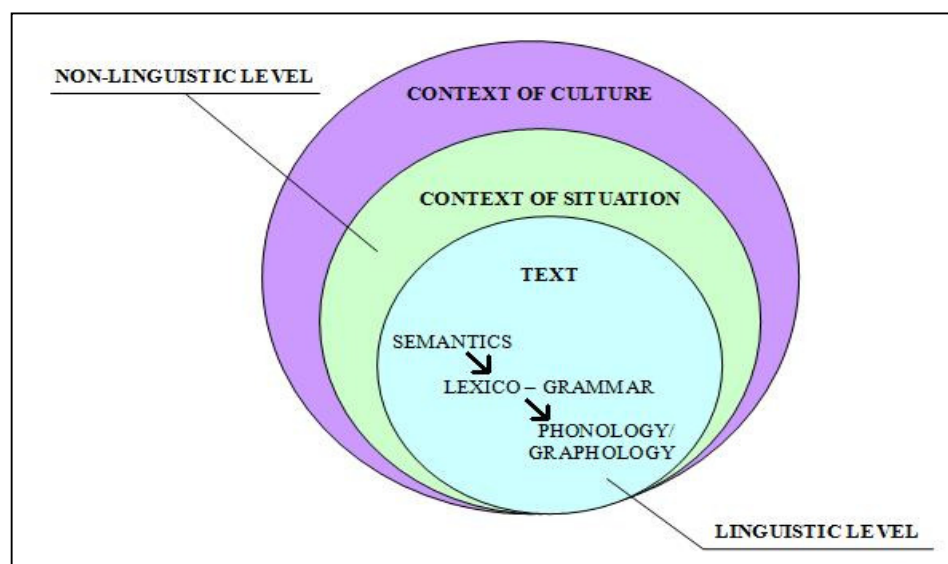 NON-LINGUISTIC LEVEL
CONTEXT OF CULTURE
CONTEXT OF SITUATION
TEXT
SEMANTICS
LEXICO – GRAMMAR
PHONOLOGY/
GRAPHOLOGY
LINGUISTIC LEVEL